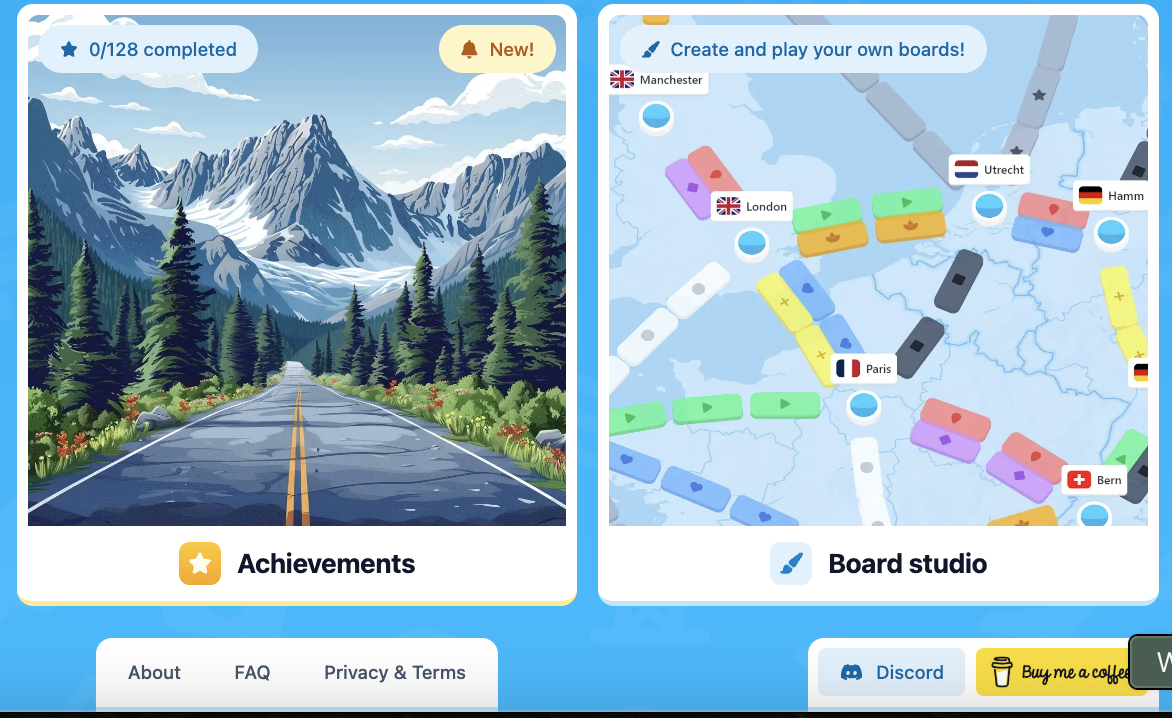 0/128 completed
New!
Create and play your own boards!
Manchester
Utrecht
Hamm
London
Paris
Bern
Achievements
Board studio
About
FAQ
Privacy & Terms
Discord
Buy me a coffee